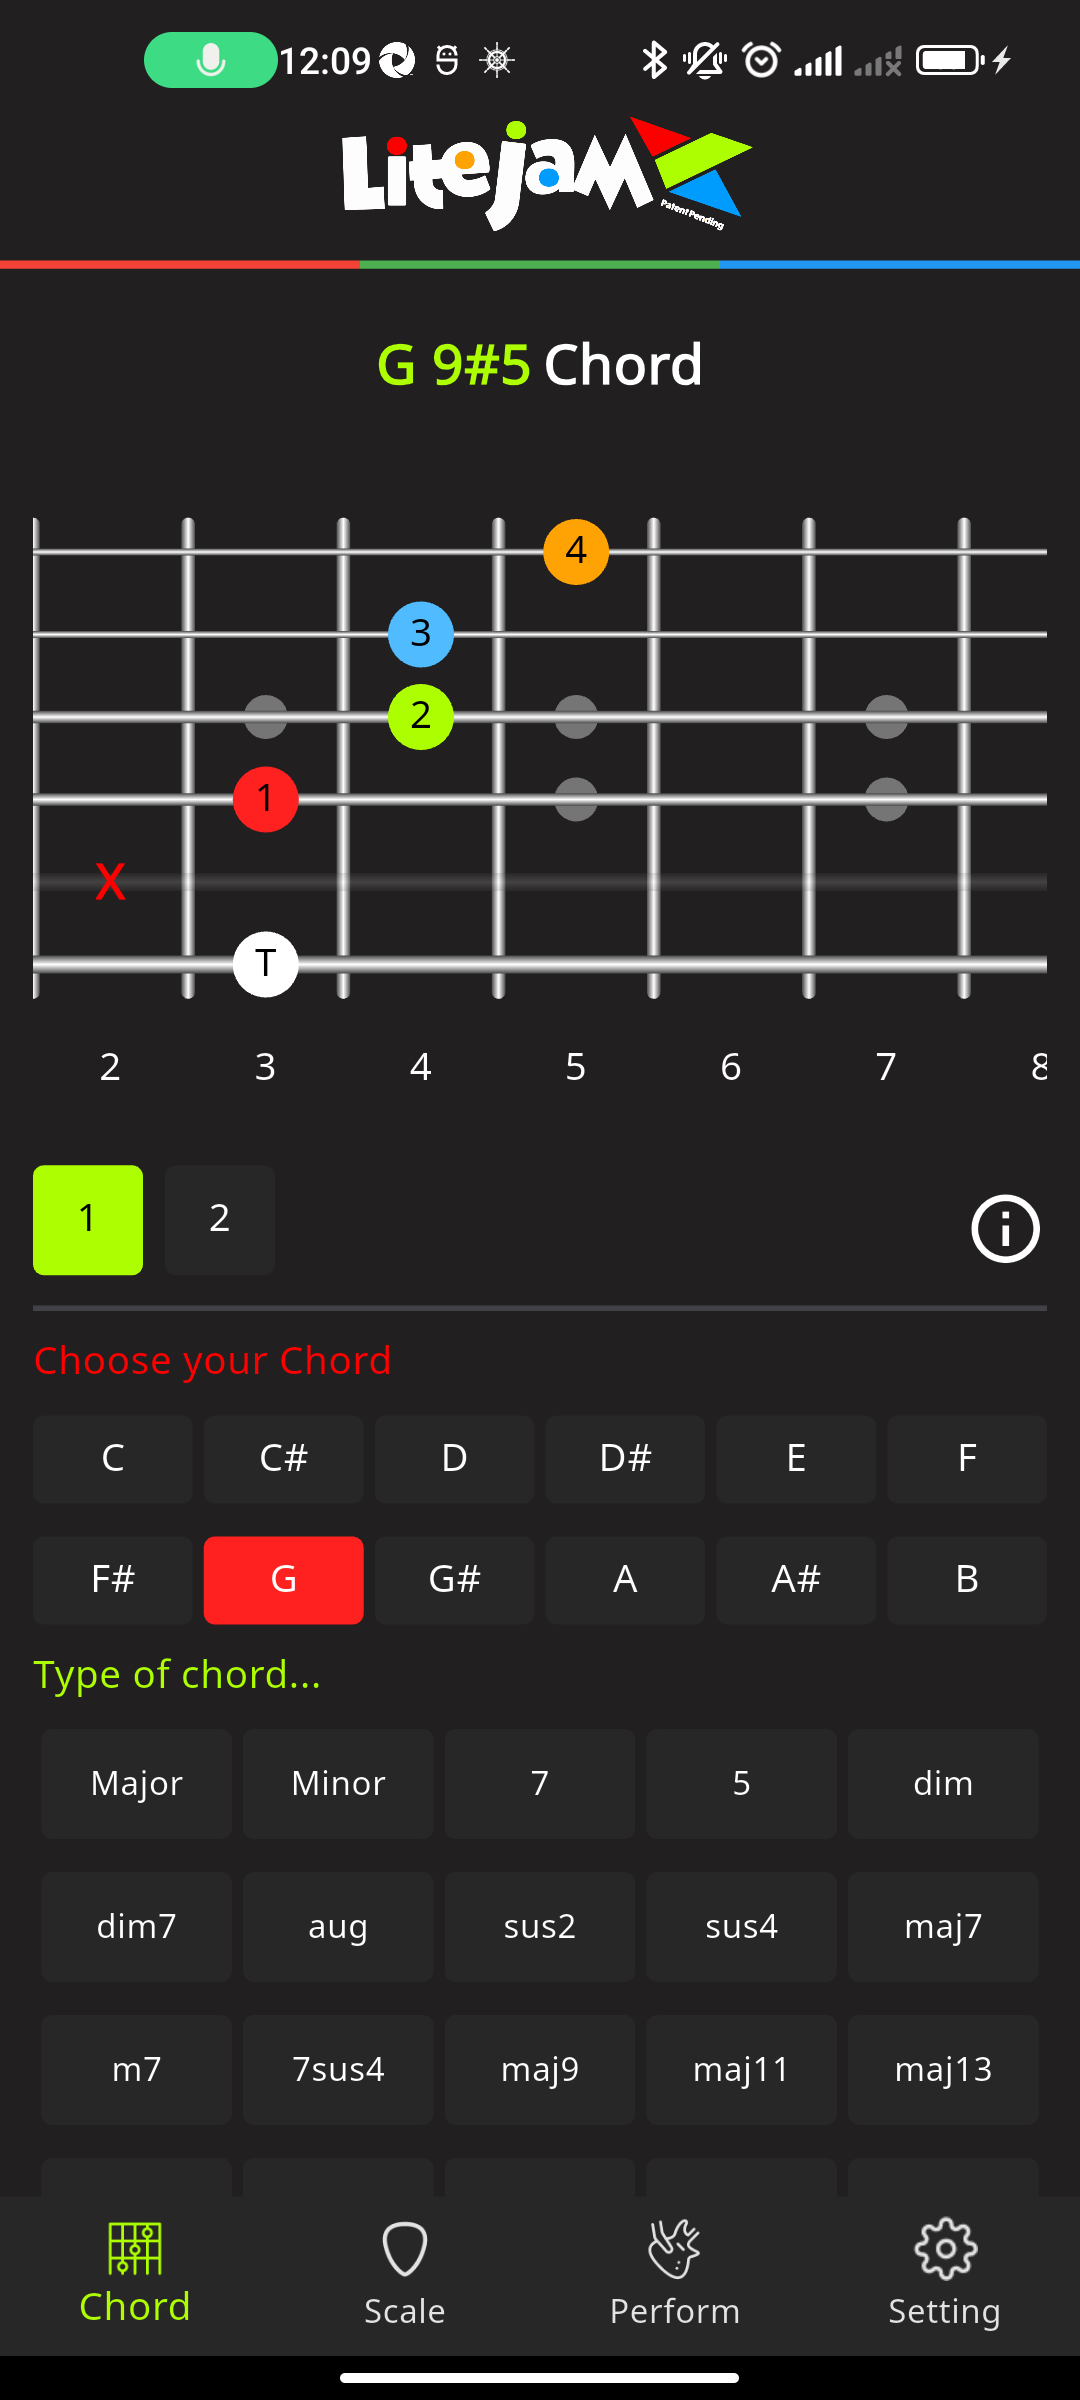 12:09
Litejam
Patent Pending
G 9#5 Chord
4
3
2
1
X
T
2 3 4 5 6 7 8
1 2
Choose your Chord
C C# D D# E F
F# G G# A A# B
Type of chord...
Major Minor 7 5 dim
dim7 aug sus2 sus4 maj7
m7 7sus4 maj9 maj11 maj13
Chord Scale Perform Setting